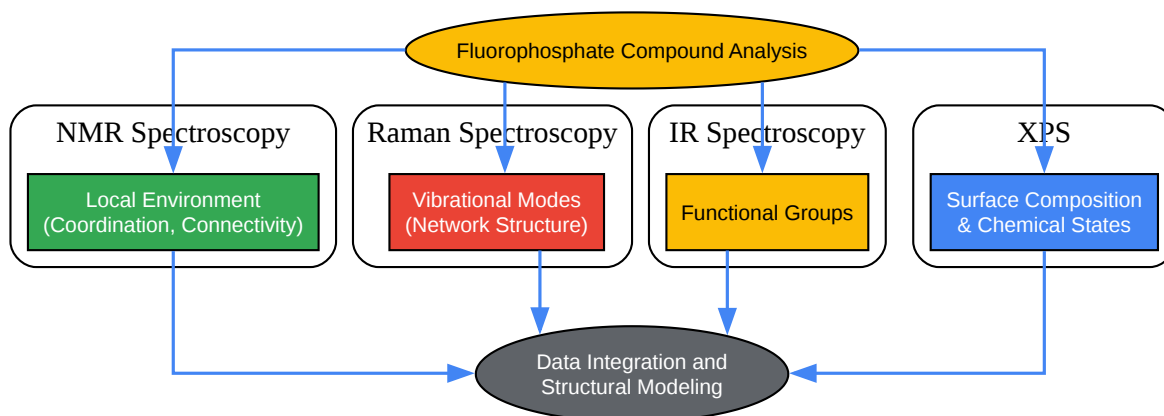 Fluorophosphate Compound Analysis
NMR Spectroscopy
Raman Spectroscopy
IR Spectroscopy
XPS
Local Environment
(Coordination, Connectivity)
Vibrational Modes
(Network Structure)
Functional Groups
Surface Composition
& Chemical States
Data Integration and
Structural Modeling